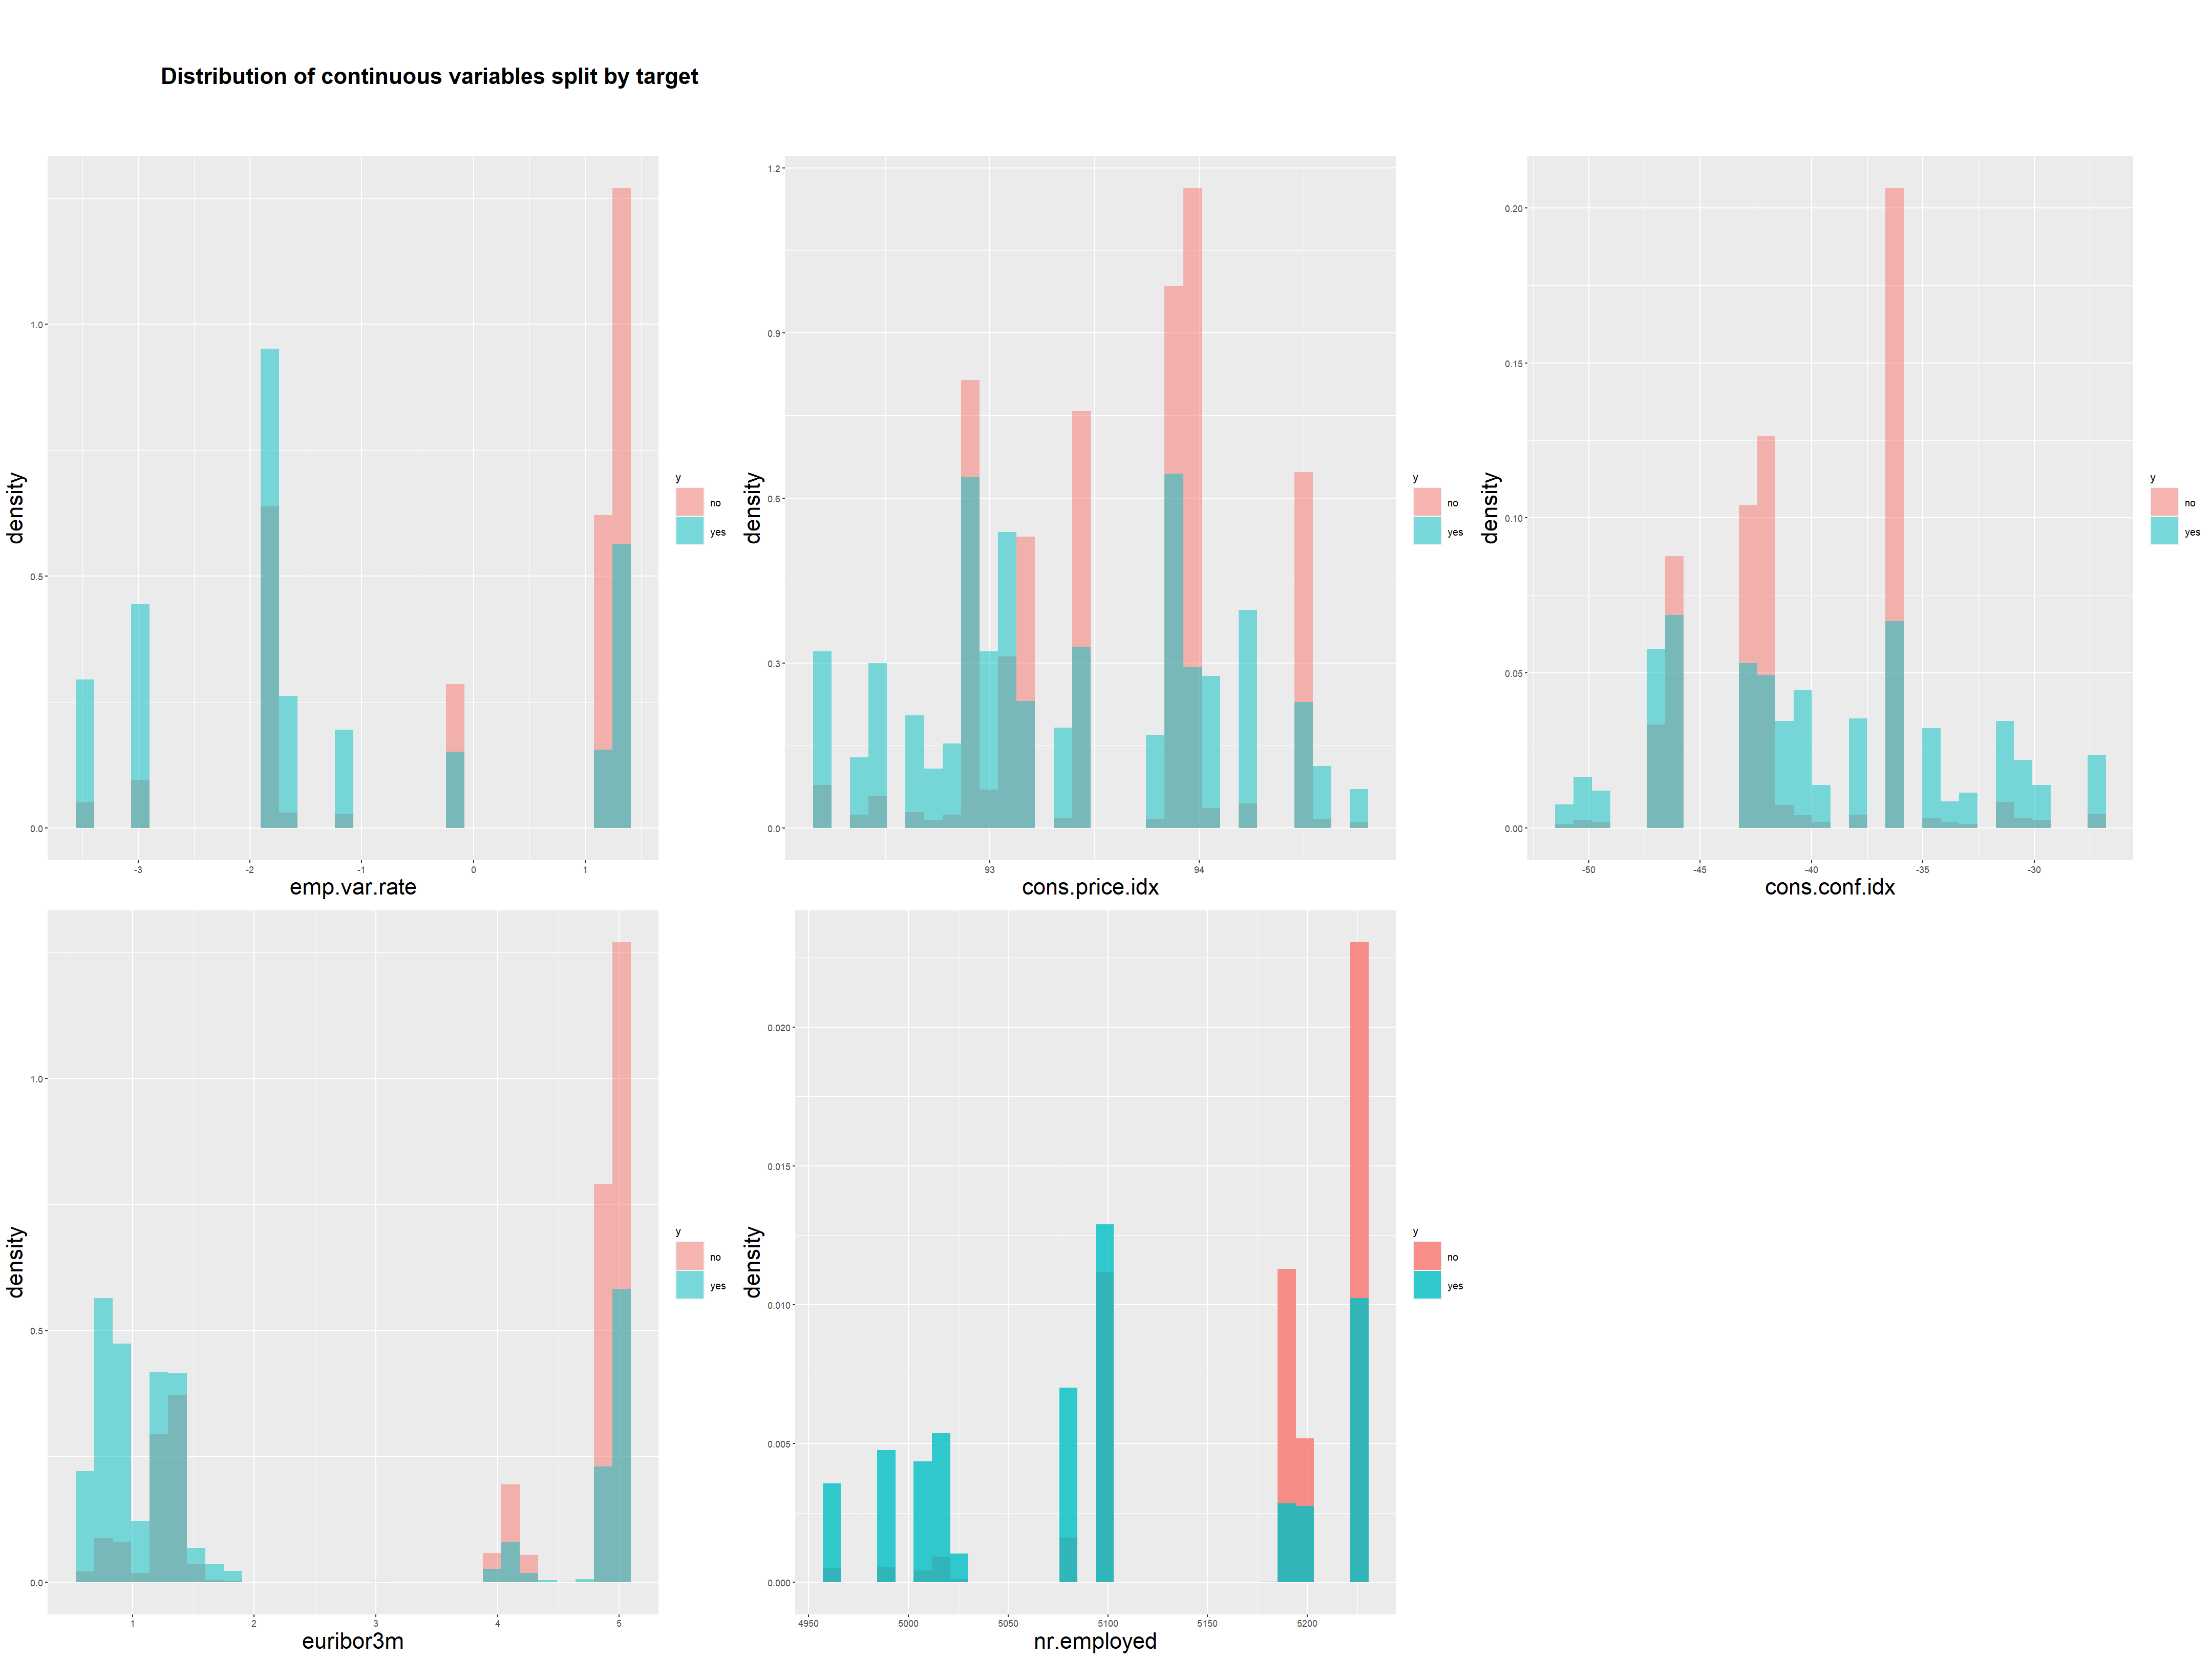 Distribution of continuous variables split by target
density
1.0
0.5
0.0
-3 -2 -1 0 1
emp.var.rate
y
no
yes
density
1.2
0.9
0.6
0.3
0.0
93 94
cons.price.idx
y
no
yes
density
0.20
0.15
0.10
0.05
0.00
-50 -45 -40 -35 -30
cons.conf.idx
y
no
yes
density
1.0
0.5
0.0
1 2 3 4 5
euribor3m
y
no
yes
density
0.020
0.015
0.010
0.005
0.000
4950 5000 5050 5100 5150 5200
nr.employed
y
no
yes